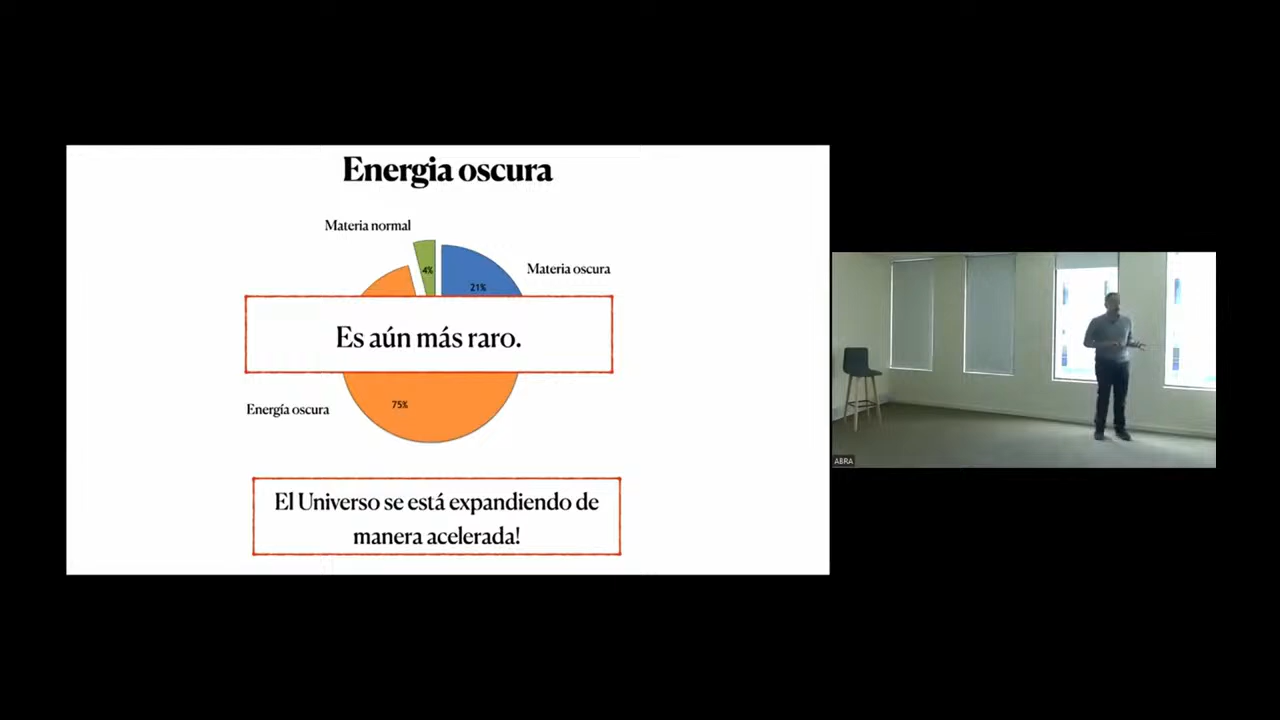 Energia oscura
Materia normal
4%
Materia oscura
21%
Es aún más raro.
75%
Energía oscura
El Universo se está expandiendo de
manera acelerada!
ABRA